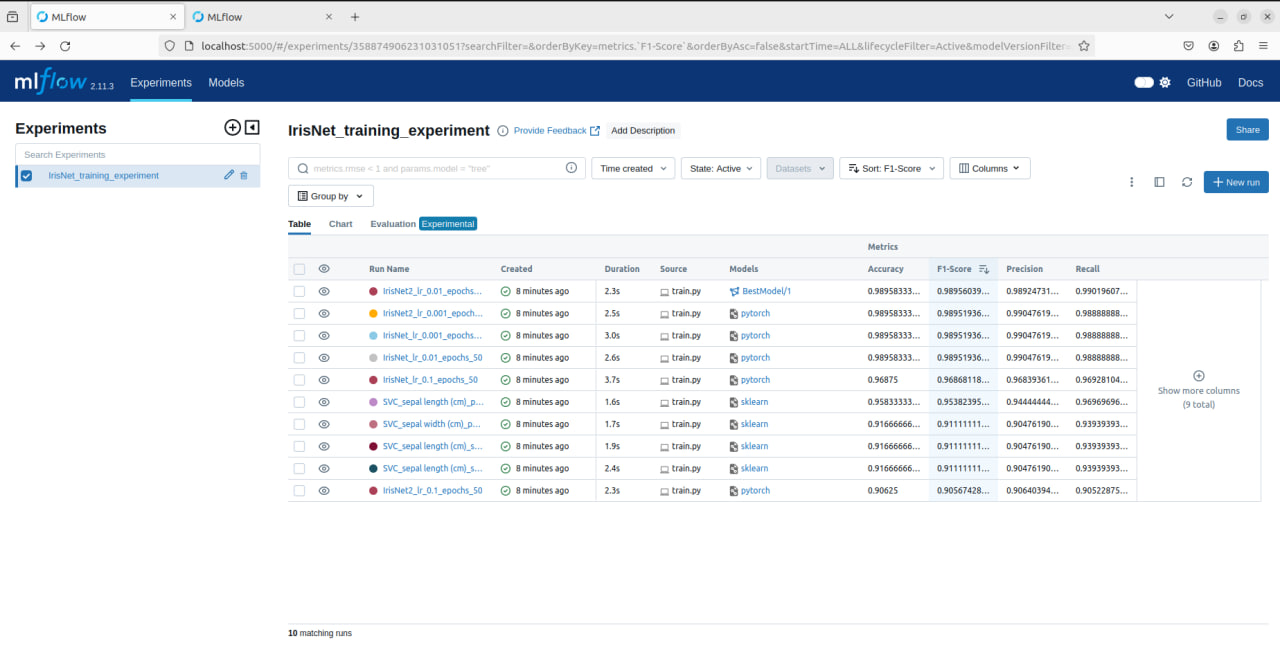 MLflow × MLflow × +
localhost:5000/#/experiments/358874906231031051?searchFilter=&orderByKey=metrics.`F1-Score`&orderByAsc=false&startTime=ALL&lifecycleFilter=Active&modelVersionFilter=
mlflow 2.11.3 Experiments Models GitHub Docs
Experiments
Search Experiments
IrisNet_training_experiment
IrisNet_training_experiment Provide Feedback Add Description Share
metrics.rmse < 1 and params.model = "tree" Time created State: Active Datasets Sort: F1-Score Columns
Group by
+ New run
Table Chart Evaluation Experimental
Metrics
Run Name Created Duration Source Models Accuracy F1-Score Precision Recall
IrisNet2_lr_0.01_epochs... 8 minutes ago 2.3s train.py BestModel/1 0.98958333... 0.98956039... 0.98924731... 0.99019607...
IrisNet2_lr_0.001_epoch... 8 minutes ago 2.5s train.py pytorch 0.98958333... 0.98951936... 0.99047619... 0.98888888...
IrisNet_lr_0.001_epochs... 8 minutes ago 3.0s train.py pytorch 0.98958333... 0.98951936... 0.99047619... 0.98888888...
IrisNet_lr_0.01_epochs_50 8 minutes ago 2.6s train.py pytorch 0.98958333... 0.98951936... 0.99047619... 0.98888888...
IrisNet_lr_0.1_epochs_50 8 minutes ago 3.7s train.py pytorch 0.96875 0.96868118... 0.96839361... 0.96928104...
SVC_sepal length (cm)_p... 8 minutes ago 1.6s train.py sklearn 0.95833333... 0.95382395... 0.94444444... 0.96969696...
SVC_sepal width (cm)_p... 8 minutes ago 1.7s train.py sklearn 0.91666666... 0.91111111... 0.90476190... 0.93939393...
SVC_sepal length (cm)_s... 8 minutes ago 1.9s train.py sklearn 0.91666666... 0.91111111... 0.90476190... 0.93939393...
SVC_sepal length (cm)_s... 8 minutes ago 2.4s train.py sklearn 0.91666666... 0.91111111... 0.90476190... 0.93939393...
IrisNet2_lr_0.1_epochs_50 8 minutes ago 2.3s train.py pytorch 0.90625 0.90567428... 0.90640394... 0.90522875...
Show more columns
(9 total)
10 matching runs